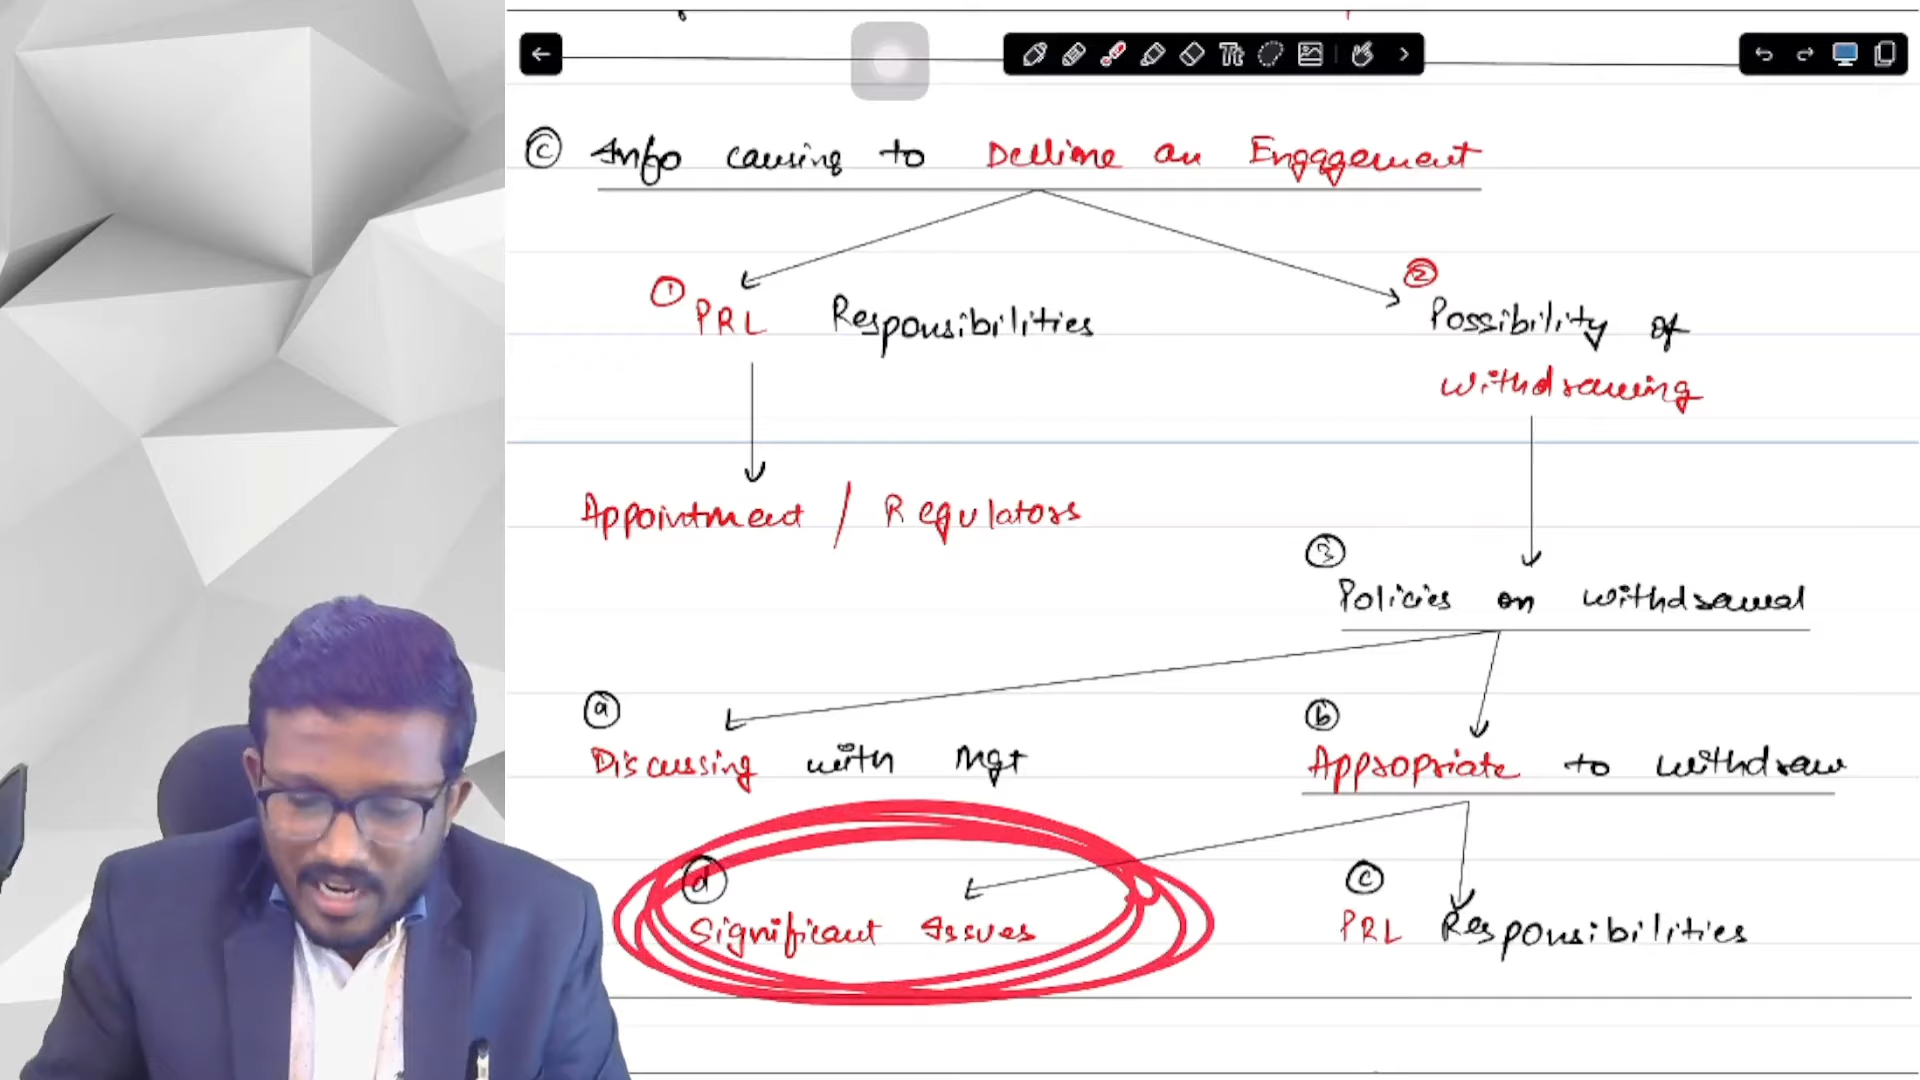 Ⓒ Info causing to Decline an Engagement
① PRL Responsibilities
② Possibility of
withdrawing
Appointment / Regulators
③ Policies on withdrawal
ⓐ Discussing with Mgt
ⓑ Appropriate to withdraw
ⓓ Significant Issues
ⓒ PRL Responsibilities
Tt